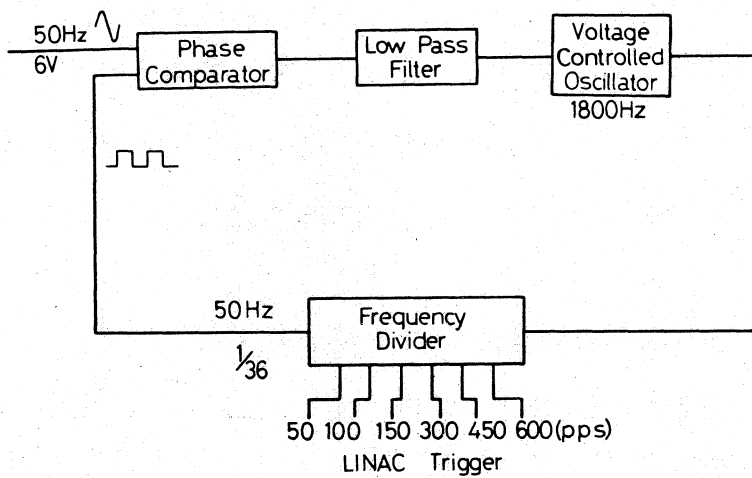 50Hz
6V
Phase
Comparator
Low Pass
Filter
Voltage
Controlled
Oscillator
1800Hz
50Hz
1/36
Frequency
Divider
50 100 150 300 450 600(pps)
LINAC Trigger